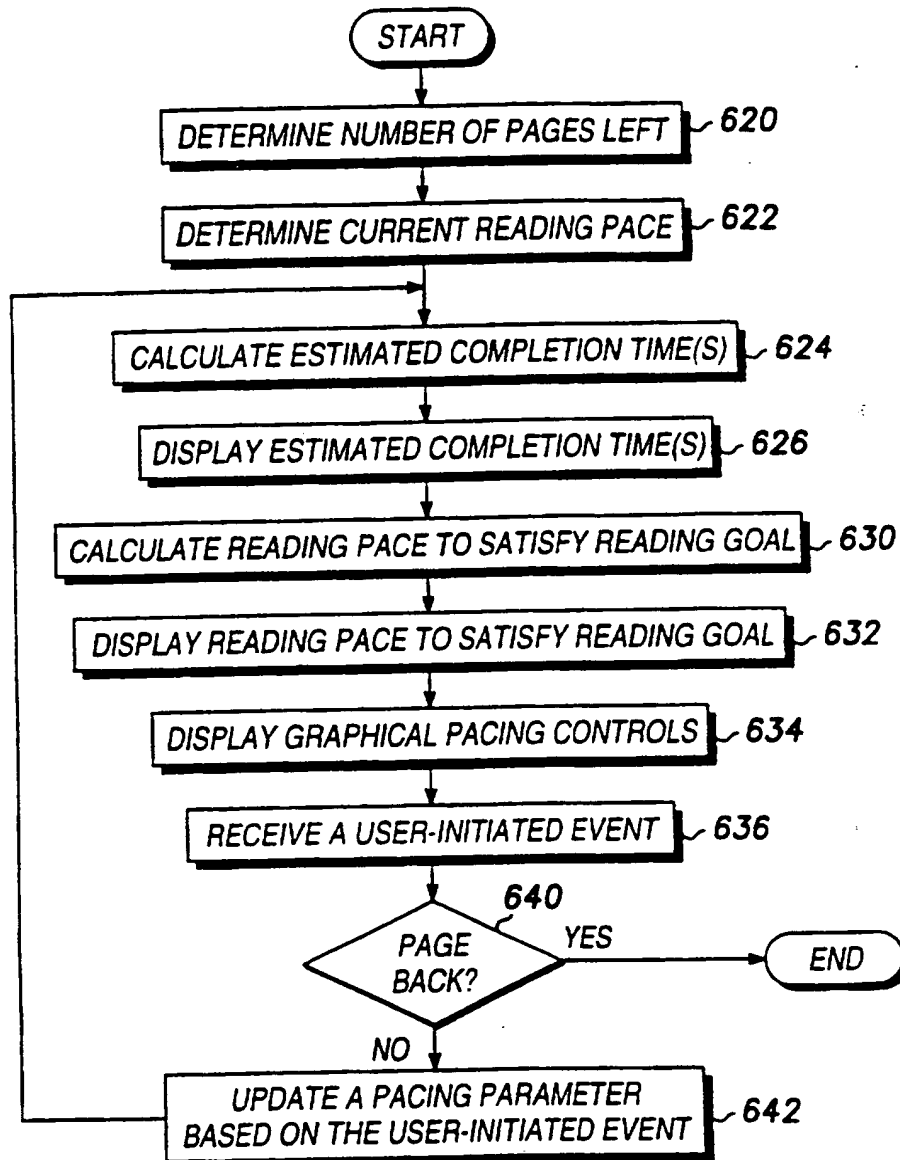 START
DETERMINE NUMBER OF PAGES LEFT 620
DETERMINE CURRENT READING PACE 622
CALCULATE ESTIMATED COMPLETION TIME(S) 624
DISPLAY ESTIMATED COMPLETION TIME(S) 626
CALCULATE READING PACE TO SATISFY READING GOAL 630
DISPLAY READING PACE TO SATISFY READING GOAL 632
DISPLAY GRAPHICAL PACING CONTROLS 634
RECEIVE A USER-INITIATED EVENT 636
640
PAGE
BACK?
YES
END
NO
UPDATE A PACING PARAMETER
BASED ON THE USER-INITIATED EVENT 642